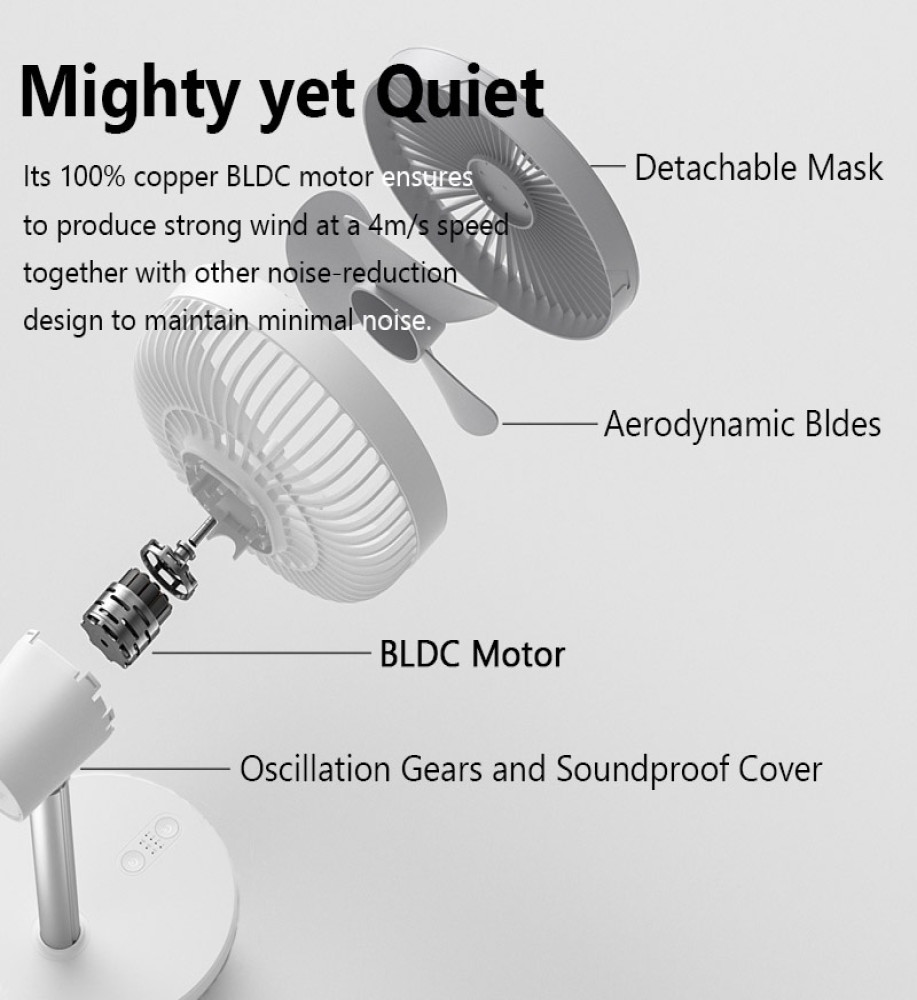 Mighty yet Quiet
Its 100% copper BLDC motor ensures
to produce strong wind at a 4m/s speed
together with other noise-reduction
design to maintain minimal noise.
Detachable Mask
Aerodynamic Bldes
BLDC Motor
Oscillation Gears and Soundproof Cover